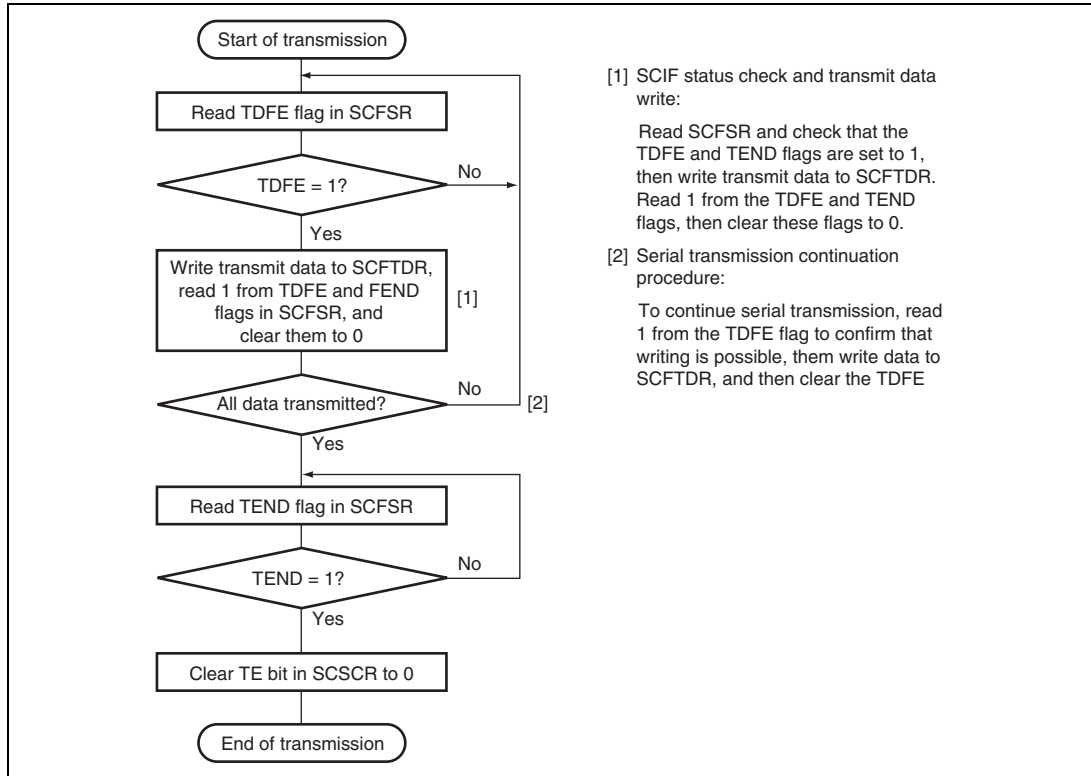 Start of transmission
Read TDFE flag in SCFSR
TDFE = 1?
No
Yes
Write transmit data to SCFTDR,
read 1 from TDFE and FEND
flags in SCFSR, and
clear them to 0
[1]
All data transmitted?
No
[2]
Yes
Read TEND flag in SCFSR
TEND = 1?
No
Yes
Clear TE bit in SCSCR to 0
End of transmission
[1] SCIF status check and transmit data
write:
Read SCFSR and check that the
TDFE and TEND flags are set to 1,
then write transmit data to SCFTDR.
Read 1 from the TDFE and TEND
flags, then clear these flags to 0.
[2] Serial transmission continuation
procedure:
To continue serial transmission, read
1 from the TDFE flag to confirm that
writing is possible, them write data to
SCFTDR, and then clear the TDFE